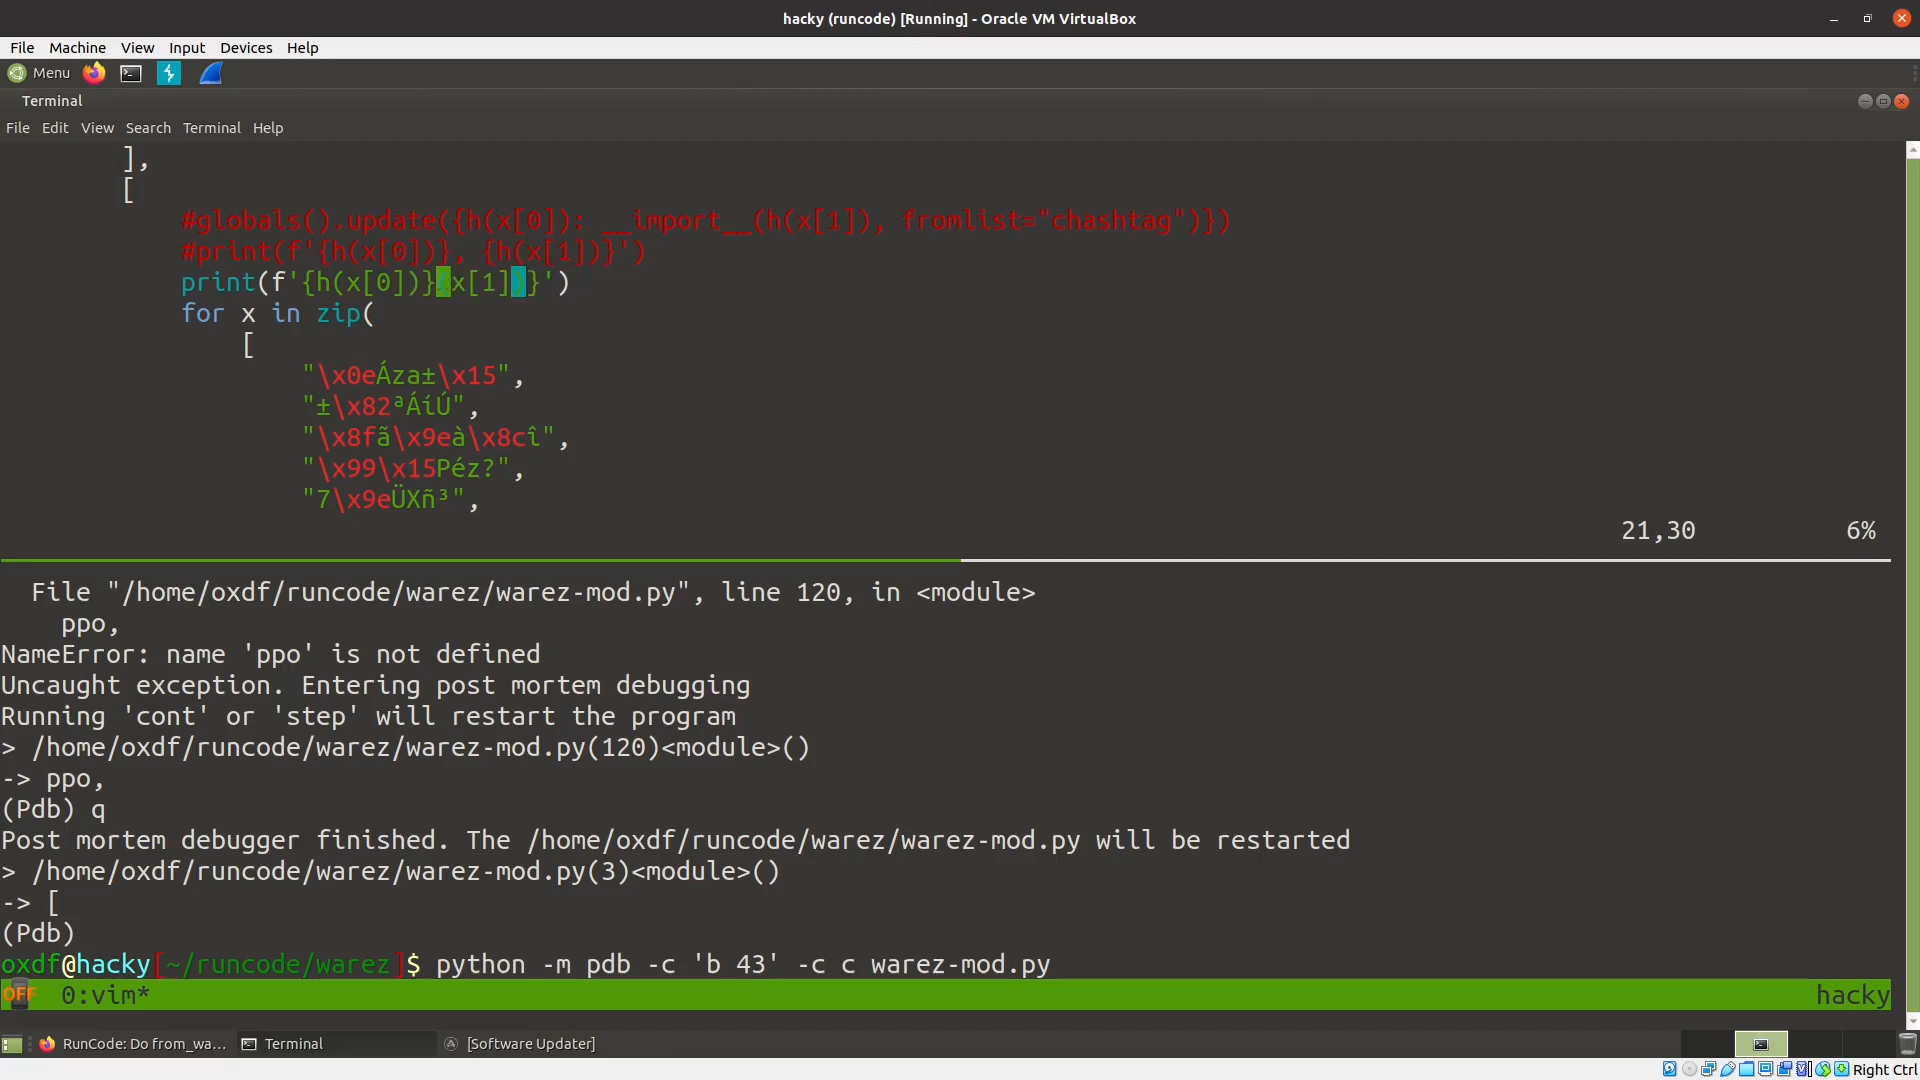 hacky (runcode) [Running] - Oracle VM VirtualBox
File Machine View Input Devices Help
Menu
Terminal
File Edit View Search Terminal Help
],
[
#globals().update({h(x[0]): __import__(h(x[1]), fromlist="chashtag")})
#print(f'{h(x[0])}, {h(x[1])}')
print(f'{h(x[0])}(x[1])}')
for x in zip(
[
"\x0eÁza±\x15",
"±\x82ªÁíÚ",
"\x8fã\x9eà\x8cî",
"\x99\x15Péz?",
"7\x9eÜXñ³",
21,30 6%
File "/home/oxdf/runcode/warez/warez-mod.py", line 120, in <module>
ppo,
NameError: name 'ppo' is not defined
Uncaught exception. Entering post mortem debugging
Running 'cont' or 'step' will restart the program
> /home/oxdf/runcode/warez/warez-mod.py(120)<module>()
-> ppo,
(Pdb) q
Post mortem debugger finished. The /home/oxdf/runcode/warez/warez-mod.py will be restarted
> /home/oxdf/runcode/warez/warez-mod.py(3)<module>()
-> [
(Pdb)
oxdf@hacky[~/runcode/warez]$ python -m pdb -c 'b 43' -c c warez-mod.py
OFF 0:vim* hacky
RunCode: Do from_wa... Terminal [Software Updater]
Right Ctrl